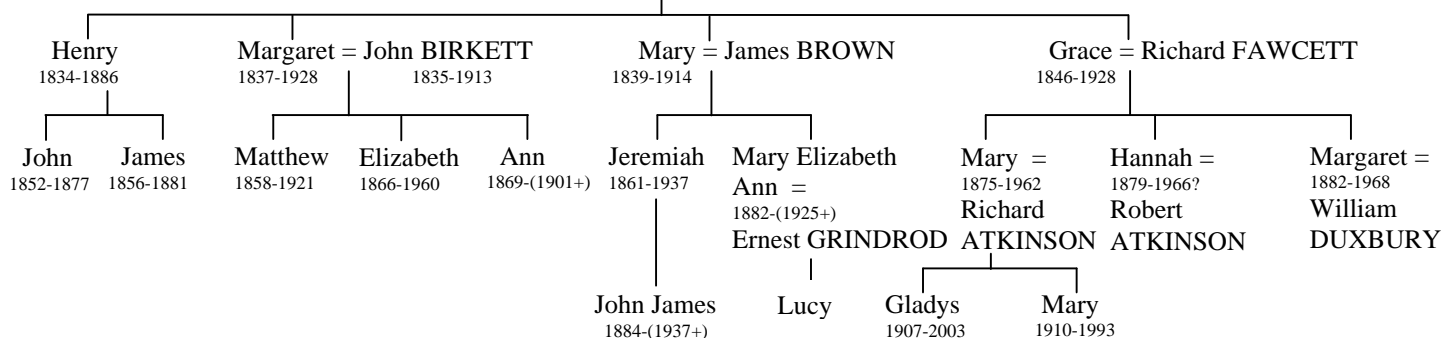 Henry
1834-1886
Margaret = John BIRKETT
1837-1928 1835-1913
Mary = James BROWN
1839-1914
Grace = Richard FAWCETT
1846-1928
John
1852-1877
James
1856-1881
Matthew
1858-1921
Elizabeth
1866-1960
Ann
1869-(1901+)
Jeremiah
1861-1937
Mary Elizabeth
Ann =
1882-(1925+)
Ernest GRINDROD
Mary =
1875-1962
Richard
ATKINSON
Hannah =
1879-1966?
Robert
ATKINSON
Margaret =
1882-1968
William
DUXBURY
John James
1884-(1937+)
Lucy
Gladys
1907-2003
Mary
1910-1993